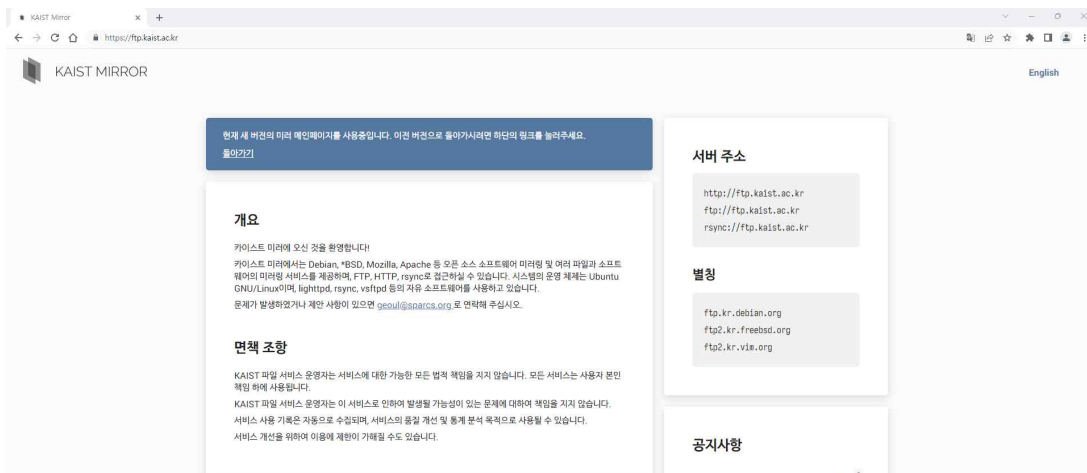 KAIST Mirror
https://ftp.kaist.ac.kr
KAIST MIRROR
English
현재 새 버전의 미러 메인페이지를 사용중입니다. 이전 버전으로 돌아가시려면 하단의 링크를 눌러주세요.
돌아가기
개요
카이스트 미러에 오신 것을 환영합니다!
카이스트 미러에서는 Debian, *BSD, Mozilla, Apache 등 오픈 소스 소프트웨어 미러링 및 여러 파일과 소프트
웨어의 미러링 서비스를 제공하며, FTP, HTTP, rsync로 접근하실 수 있습니다. 시스템의 운영 체제는 Ubuntu
GNU/Linux이며, lighttpd, rsync, vsftpd 등의 자유 소프트웨어를 사용하고 있습니다.
문제가 발생하였거나 제안 사항이 있으면 geoul@sparcs.org 로 연락해 주십시오.
면책 조항
KAIST 파일 서비스 운영자는 서비스에 대한 가능한 모든 법적 책임을 지지 않습니다. 모든 서비스는 사용자 본인
책임 하에 사용됩니다.
KAIST 파일 서비스 운영자는 이 서비스로 인하여 발생될 가능성이 있는 문제에 대하여 책임을 지지 않습니다.
서비스 사용 기록은 자동으로 수집되며, 서비스의 품질 개선 및 통계 분석 목적으로 사용될 수 있습니다.
서비스 개선을 위하여 이용에 제한이 가해질 수도 있습니다.
서버 주소
http://ftp.kaist.ac.kr
ftp://ftp.kaist.ac.kr
rsync://ftp.kaist.ac.kr
별칭
ftp.kr.debian.org
ftp2.kr.freebsd.org
ftp2.kr.vim.org
공지사항